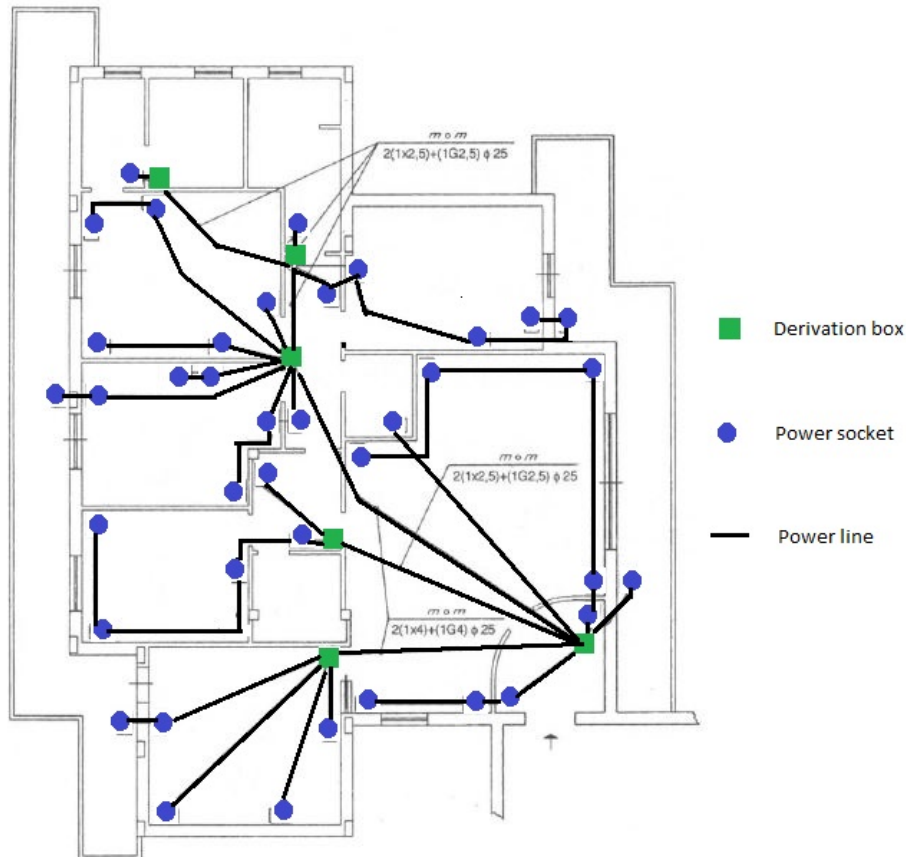 m o m
2(1x2,5)+(1G2,5) ϕ 25
Derivation box
Power socket
m o m
2(1x2,5)+(1G2,5) ϕ 25
Power line
m o m
2(1x4)+(1G4) ϕ 25